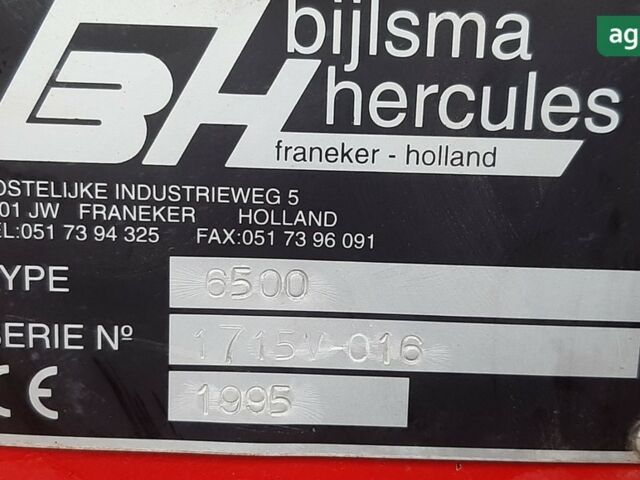 ag
BH bijlsma
hercules
franeker - holland
OSTELIJKE INDUSTRIEWEG 5
01 JW FRANEKER HOLLAND
EL:051 73 94 325 FAX:051 73 96 091
YPE 6500
SERIE Nº 1715V-016
CE 1995